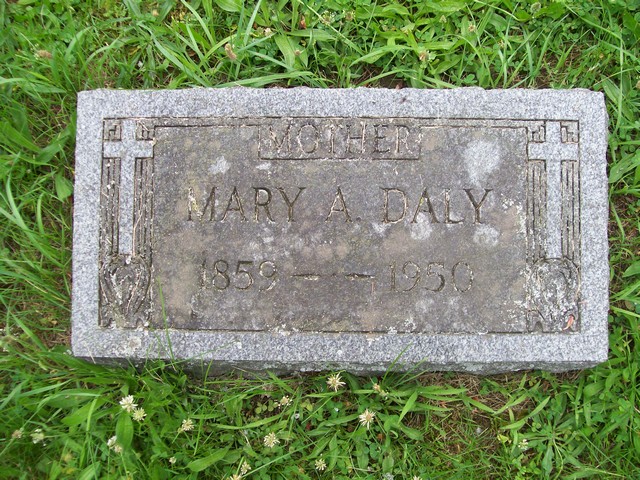 MOTHER
MARY A. DALY
1859 — 1950